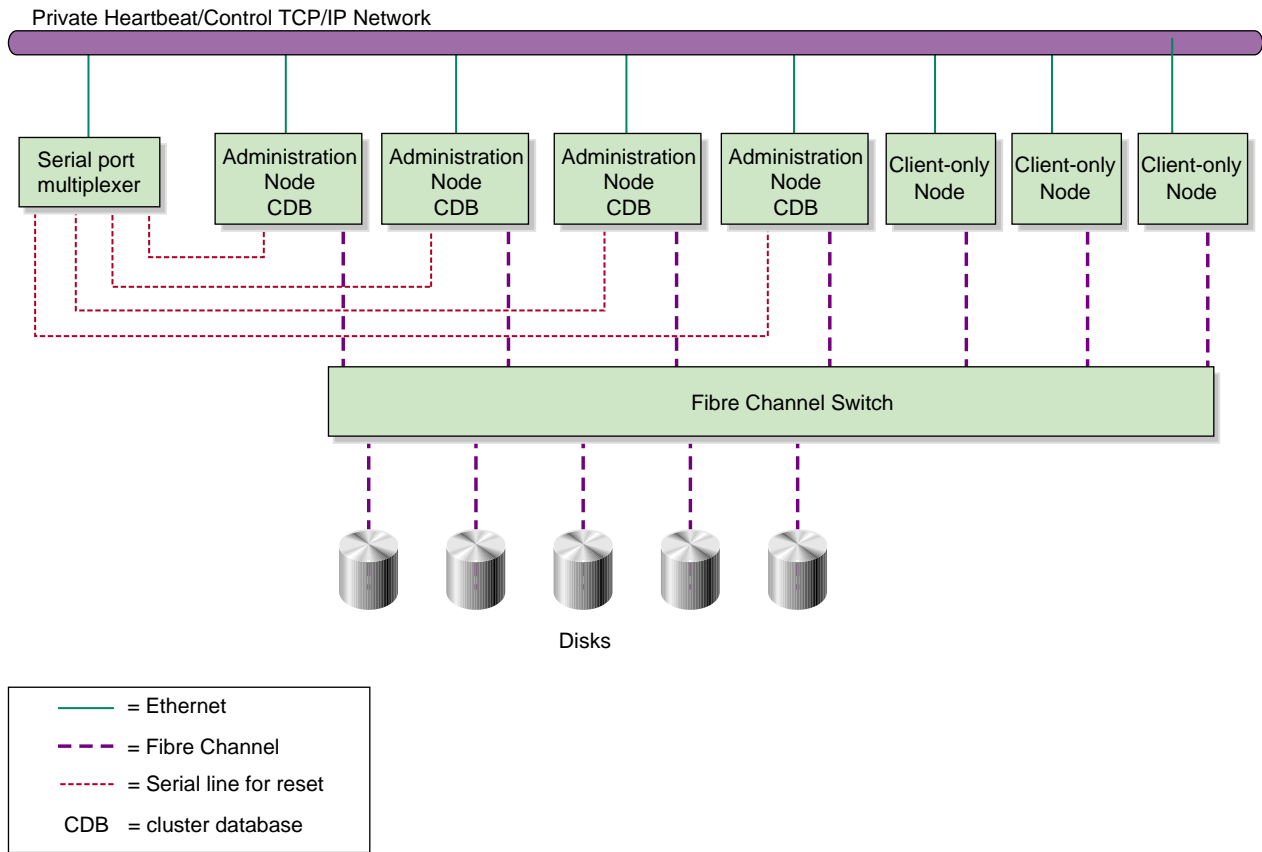 Private Heartbeat/Control TCP/IP Network
Serial port
multiplexer
Administration
Node
CDB
Administration
Node
CDB
Administration
Node
CDB
Administration
Node
CDB
Client-only
Node
Client-only
Node
Client-only
Node
Fibre Channel Switch
Disks
= Ethernet
= Fibre Channel
= Serial line for reset
CDB = cluster database